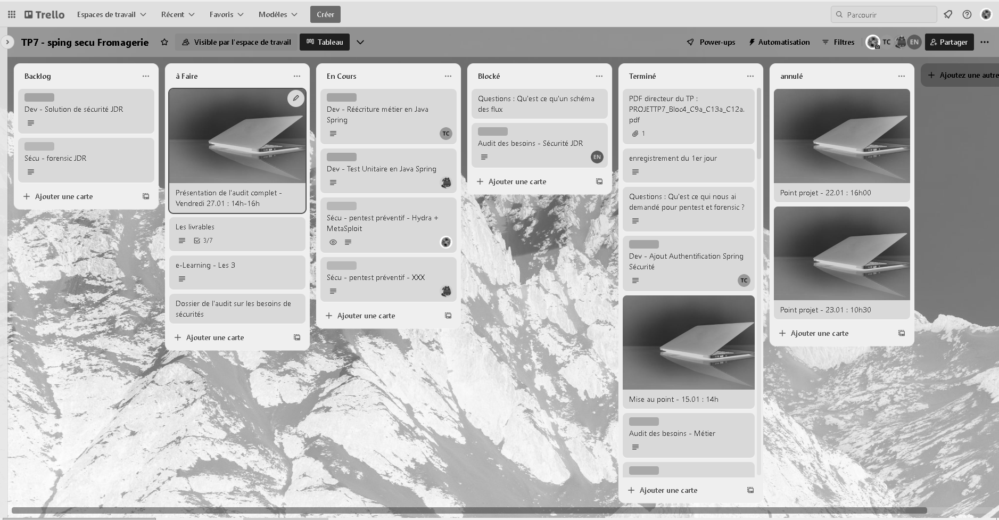 Trello
Espaces de travail
Récent
Favoris
Modèles
Créer
Parcourir
TP7 - sping secu Fromagerie
Visible par l'espace de travail
Tableau
Power-ups
Automatisation
Filtres
TC
EN
Partager
Backlog
Dev - Solution de sécurité JDR
Sécu - forensic JDR
Ajouter une carte
à Faire
Présentation de l'audit complet -
Vendredi 27.01 : 14h-16h
Les livrables
3/7
e-Learning - Les 3
Dossier de l'audit sur les besoins de
sécurités
Ajouter une carte
En Cours
Dev - Réécriture métier en Java
Spring
TC
Dev - Test Unitaire en Java Spring
Sécu - pentest préventif - Hydra +
MetaSploit
Sécu - pentest préventif - XXX
Ajouter une carte
Blocké
Questions : Qu'est ce qu'un schéma
des flux
Audit des besoins - Sécurité JDR
EN
Ajouter une carte
Terminé
PDF directeur du TP :
PROJETTP7_Bloc4_C9a_C13a_C12a.
pdf
1
enregistrement du 1er jour
Questions : Qu'est ce qui nous ai
demandé pour pentest et forensic ?
Dev - Ajout Authentification Spring
Sécurité
TC
Mise au point - 15.01 : 14h
Audit des besoins - Métier
Ajouter une carte
annulé
Point projet - 22.01 : 16h00
Point projet - 23.01 : 10h30
Ajouter une carte
Ajoutez une autre